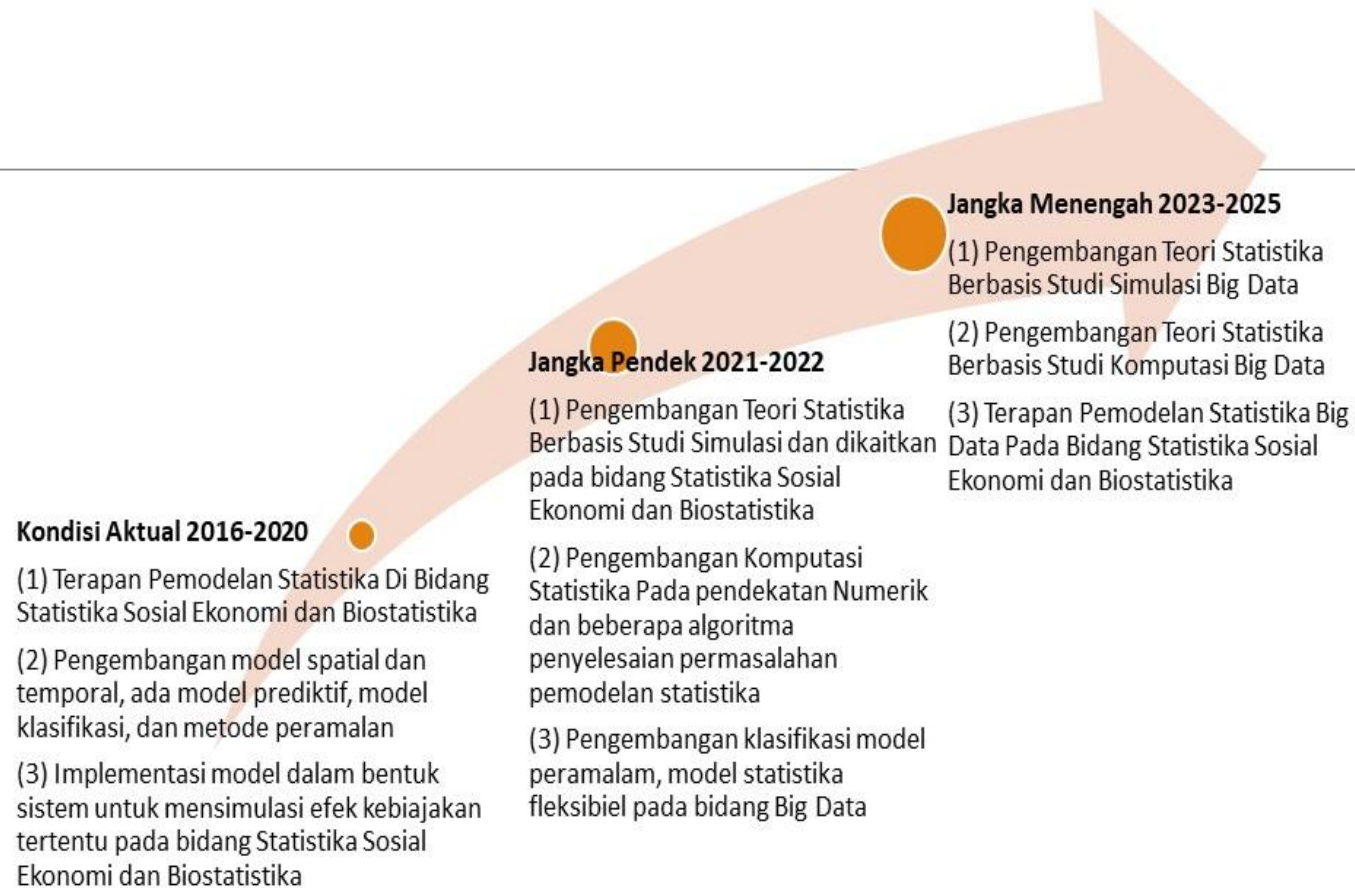 Kondisi Aktual 2016-2020
(1) Terapan Pemodelan Statistika Di Bidang
Statistika Sosial Ekonomi dan Biostatistika
(2) Pengembangan model spatial dan
temporal, ada model prediktif, model
klasifikasi, dan metode peramalan
(3) Implementasi model dalam bentuk
sistem untuk mensimulasi efek kebiajakan
tertentu pada bidang Statistika Sosial
Ekonomi dan Biostatistika
Jangka Pendek 2021-2022
(1) Pengembangan Teori Statistika
Berbasis Studi Simulasi dan dikaitkan
pada bidang Statistika Sosial
Ekonomi dan Biostatistika
(2) Pengembangan Komputasi
Statistika Pada pendekatan Numerik
dan beberapa algoritma
penyelesaian permasalahan
pemodelan statistika
(3) Pengembangan klasifikasi model
peramalam, model statistika
fleksibiel pada bidang Big Data
Jangka Menengah 2023-2025
(1) Pengembangan Teori Statistika
Berbasis Studi Simulasi Big Data
(2) Pengembangan Teori Statistika
Berbasis Studi Komputasi Big Data
(3) Terapan Pemodelan Statistika Big
Data Pada Bidang Statistika Sosial
Ekonomi dan Biostatistika